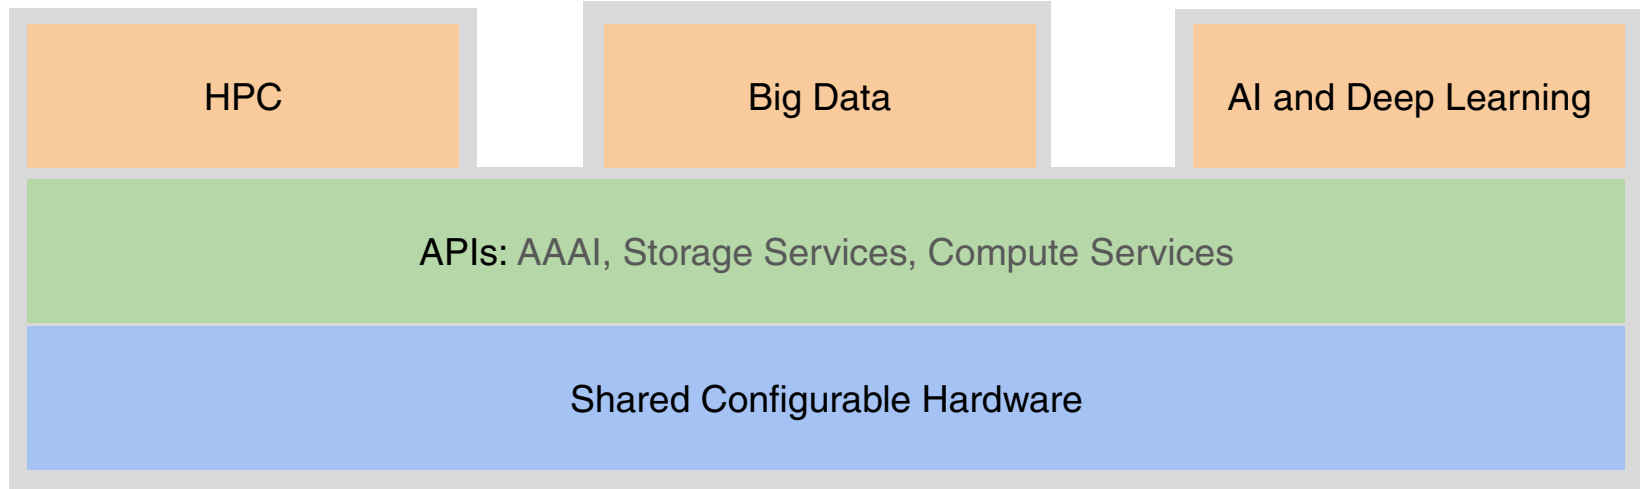 HPC
Big Data
AI and Deep Learning
APIs: AAAI, Storage Services, Compute Services
Shared Configurable Hardware